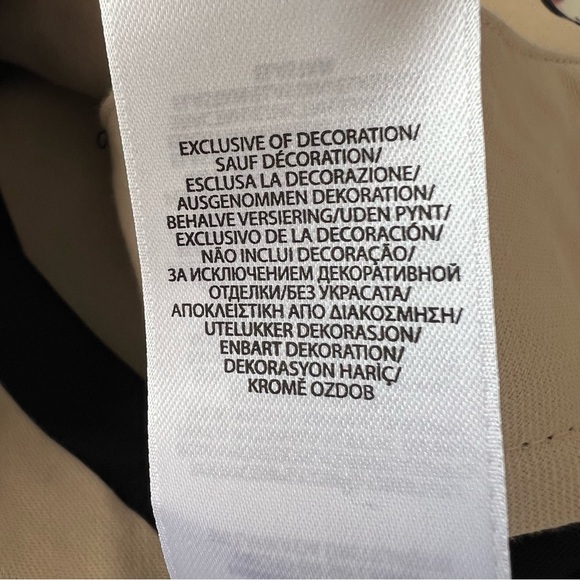 EXCLUSIVE OF DECORATION/
SAUF DÉCORATION/
ESCLUSA LA DECORAZIONE/
AUSGENOMMEN DEKORATION/
BEHALVE VERSIERING/UDEN PYNT/
EXCLUSIVO DE LA DECORACIÓN/
NÃO INCLUI DECORAÇÃO/
ЗА ИСКЛЮЧЕНИЕМ ДЕКОРАТИВНОЙ
ОТДЕЛКИ/БЕЗ УКРАСАТА/
ΑΠΟΚΛΕΙΣΤΙΚΗ ΑΠΟ ΔΙΑΚΟΣΜΗΣΗ/
UTELUKKER DEKORASJON/
ENBART DEKORATION/
DEKORASYON HARİÇ/
KROMĚ OZDOB